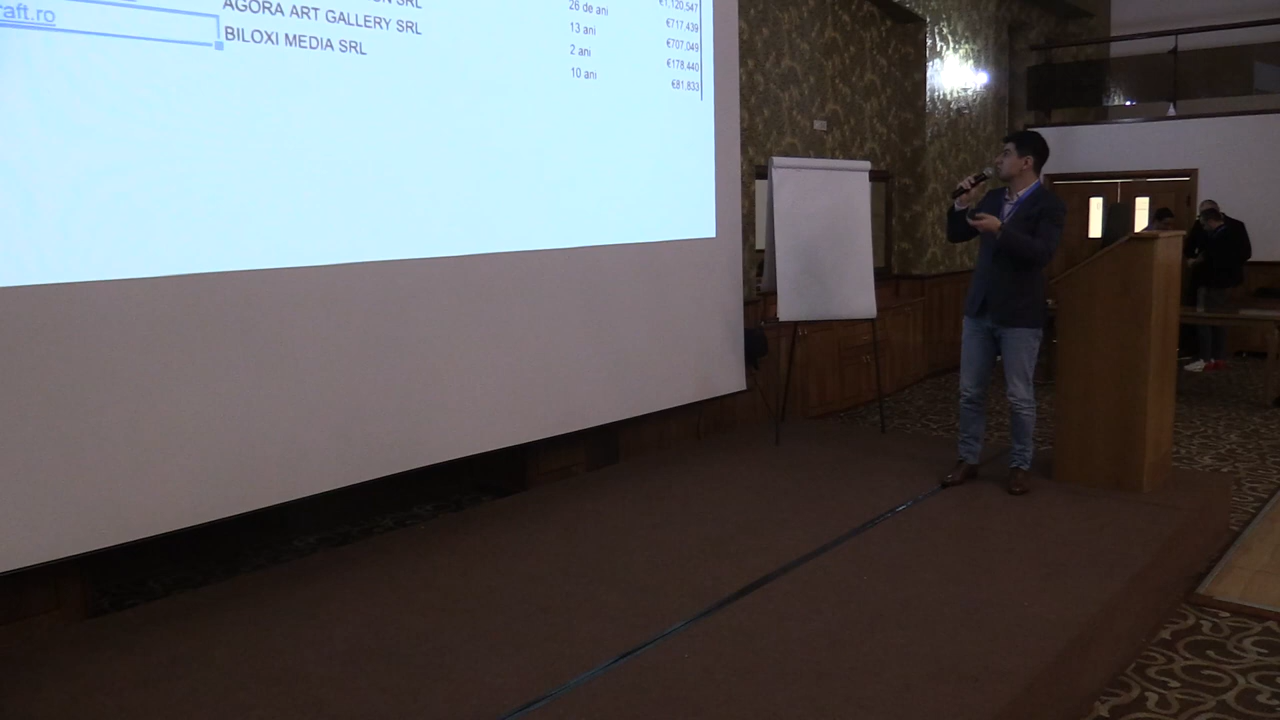 SRL
€1,120,547
AGORA ART GALLERY SRL
26 de ani
€717,439
raft.ro
BILOXI MEDIA SRL
13 ani
€707,049
2 ani
€178,440
10 ani
€81,833